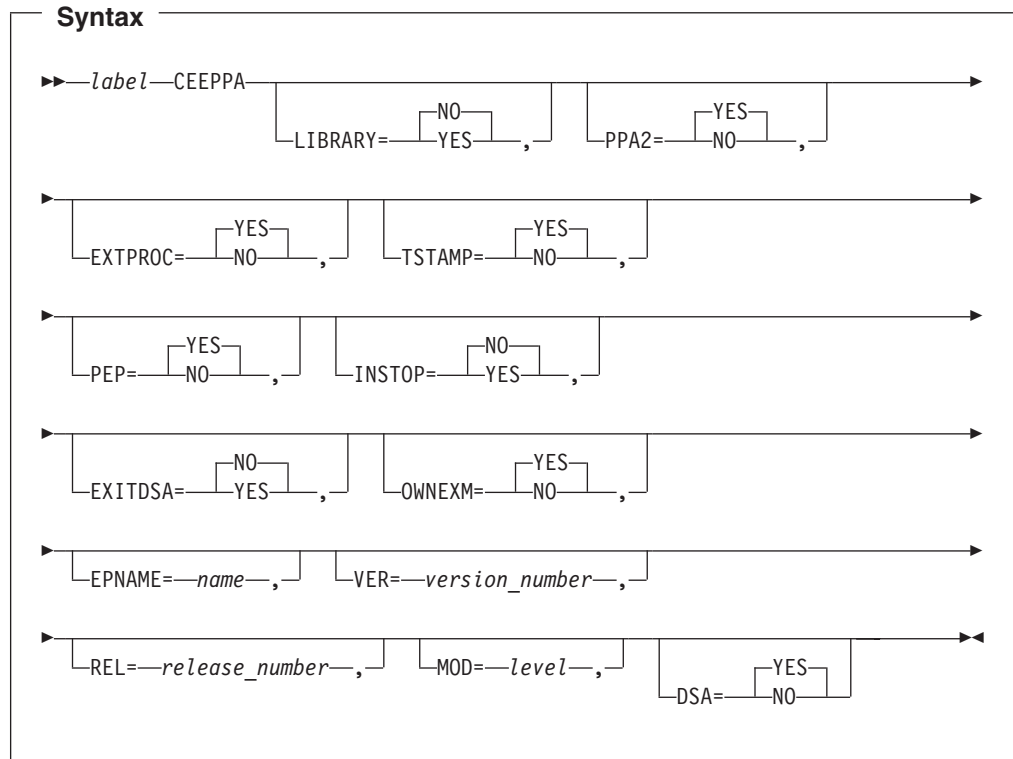 Syntax
label CEEPPA
NO NO YES
LIBRARY= YES , PPA2= NO ,
YES YES
EXTPROC= NO , TSTAMP= NO ,
YES NO
PEP= NO , INSTOP= YES ,
NO YES
EXITDSA= YES , OWNEXM= NO ,
EPNAME= name , VER= version_number ,
REL= release_number , MOD= level ,
YES
DSA= NO